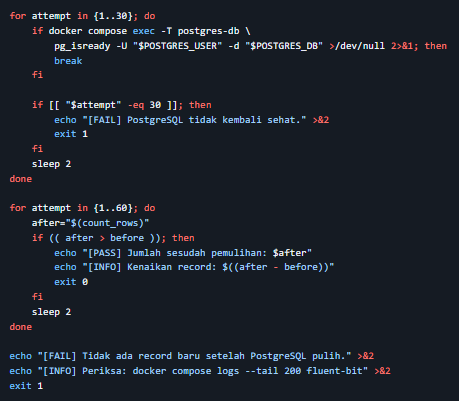 for attempt in {1..30}; do
    if docker compose exec -T postgres-db \
        pg_isready -U "$POSTGRES_USER" -d "$POSTGRES_DB" >/dev/null 2>&1; then
        break
    fi

    if [[ "$attempt" -eq 30 ]]; then
        echo "[FAIL] PostgreSQL tidak kembali sehat." >&2
        exit 1
    fi
    sleep 2
done

for attempt in {1..60}; do
    after="$(count_rows)"
    if (( after > before )); then
        echo "[PASS] Jumlah sesudah pemulihan: $after"
        echo "[INFO] Kenaikan record: $((after - before))"
        exit 0
    fi
    sleep 2
done

echo "[FAIL] Tidak ada record baru setelah PostgreSQL pulih." >&2
echo "[INFO] Periksa: docker compose logs --tail 200 fluent-bit" >&2
exit 1